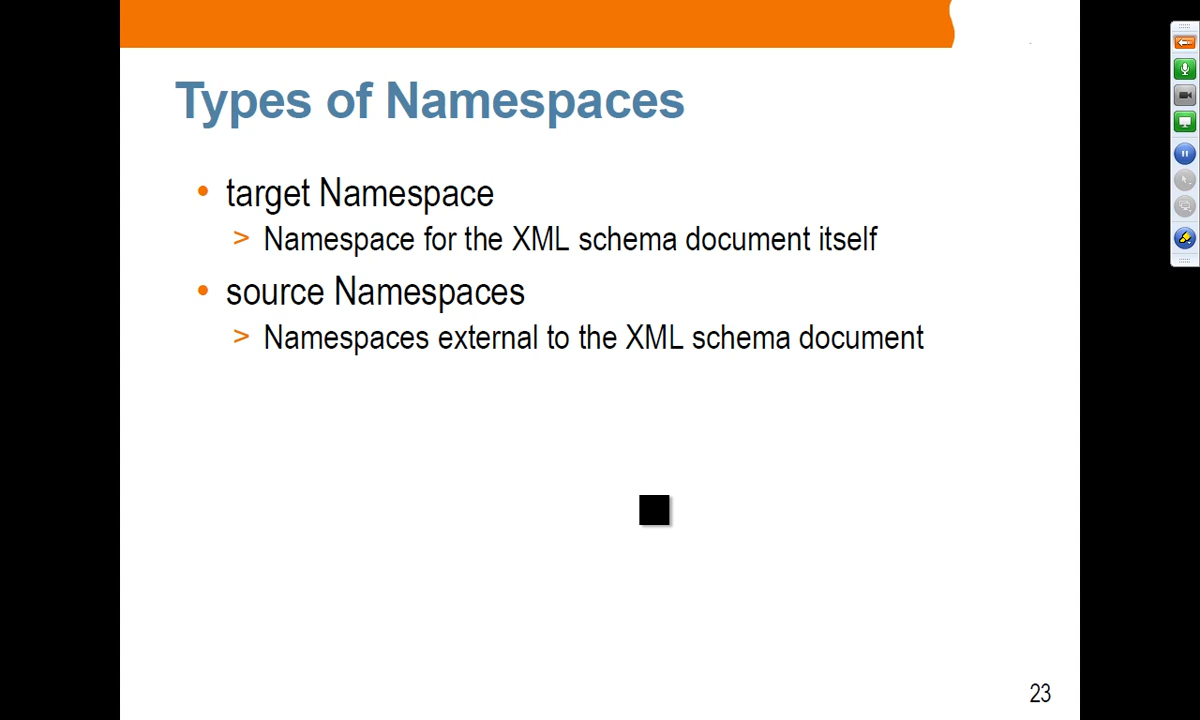 Types of Namespaces
• target Namespace
> Namespace for the XML schema document itself
• source Namespaces
> Namespaces external to the XML schema document
23